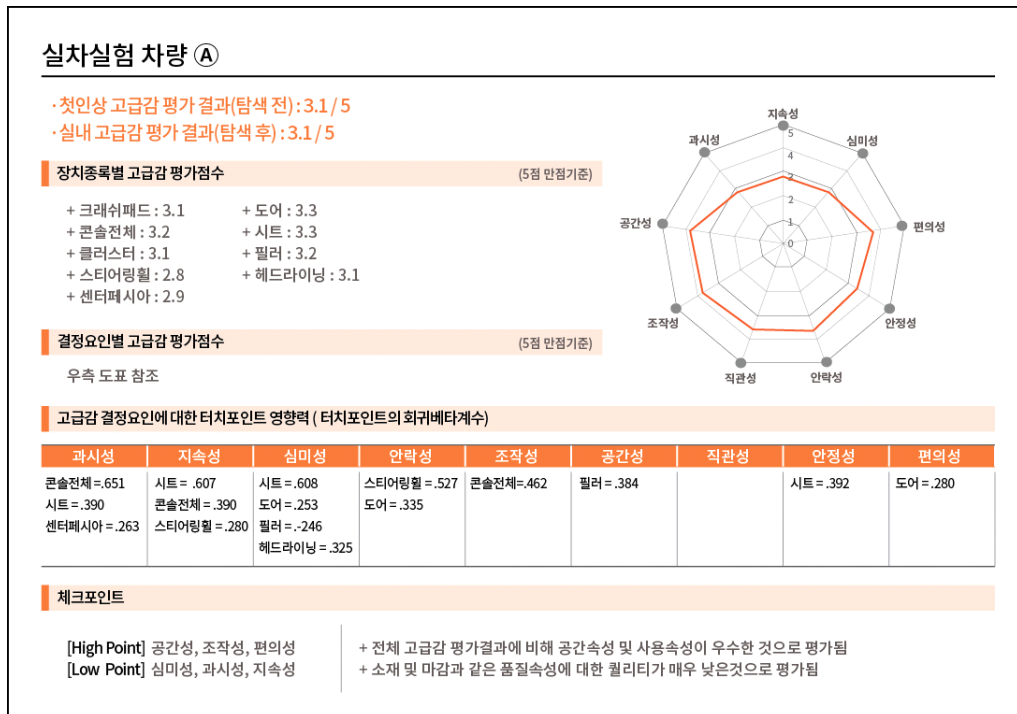 실차실험 차량 Ⓐ
·첫인상 고급감 평가 결과(탐색 전) : 3.1 / 5
·실내 고급감 평가 결과(탐색 후) : 3.1 / 5
장치종록별 고급감 평가점수 (5점 만점기준)
+ 크래쉬패드 : 3.1 + 도어 : 3.3
+ 콘솔전체 : 3.2 + 시트 : 3.3
+ 클러스터 : 3.1 + 필러 : 3.2
+ 스티어링휠 : 2.8 + 헤드라이닝 : 3.1
+ 센터페시아 : 2.9
결정요인별 고급감 평가점수 (5점 만점기준)
우측 도표 참조
지속성
심미성
편의성
안정성
안락성
직관성
조작성
공간성
과시성
5
4
3
2
1
0
고급감 결정요인에 대한 터치포인트 영향력 ( 터치포인트의 회귀베타계수)
과시성 지속성 심미성 안락성 조작성 공간성 직관성 안정성 편의성
콘솔전체 =.651 시트 = .607 시트 = .608 스티어링휠 = .527 콘솔전체=.462 필러 = .384 시트 = .392 도어 = .280
시트 = .390 콘솔전체 = .390 도어 = .253 도어 = .335
센터페시아 = .263 스티어링휠 = .280 필러 = .-246
헤드라이닝 = .325
체크포인트
[High Point] 공간성, 조작성, 편의성 + 전체 고급감 평가결과에 비해 공간속성 및 사용속성이 우수한 것으로 평가됨
[Low Point] 심미성, 과시성, 지속성 + 소재 및 마감과 같은 품질속성에 대한 퀄리티가 매우 낮은것으로 평가됨